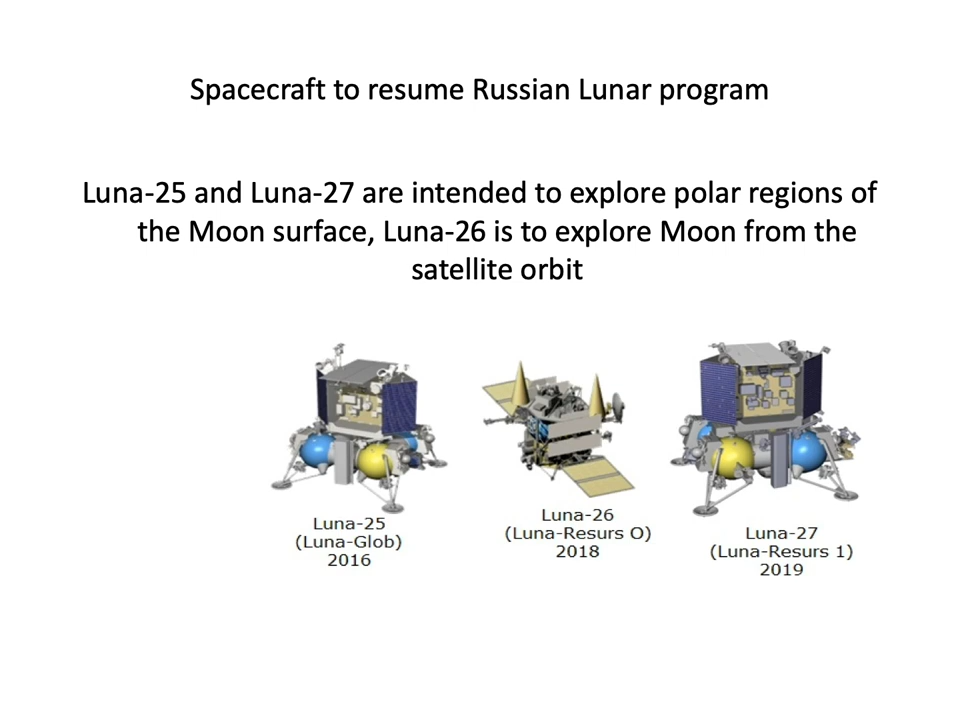 Spacecraft to resume Russian Lunar program
Luna-25 and Luna-27 are intended to explore polar regions of
the Moon surface, Luna-26 is to explore Moon from the
satellite orbit
Luna-25
(Luna-Glob)
2016
Luna-26
(Luna-Resurs O)
2018
Luna-27
(Luna-Resurs 1)
2019